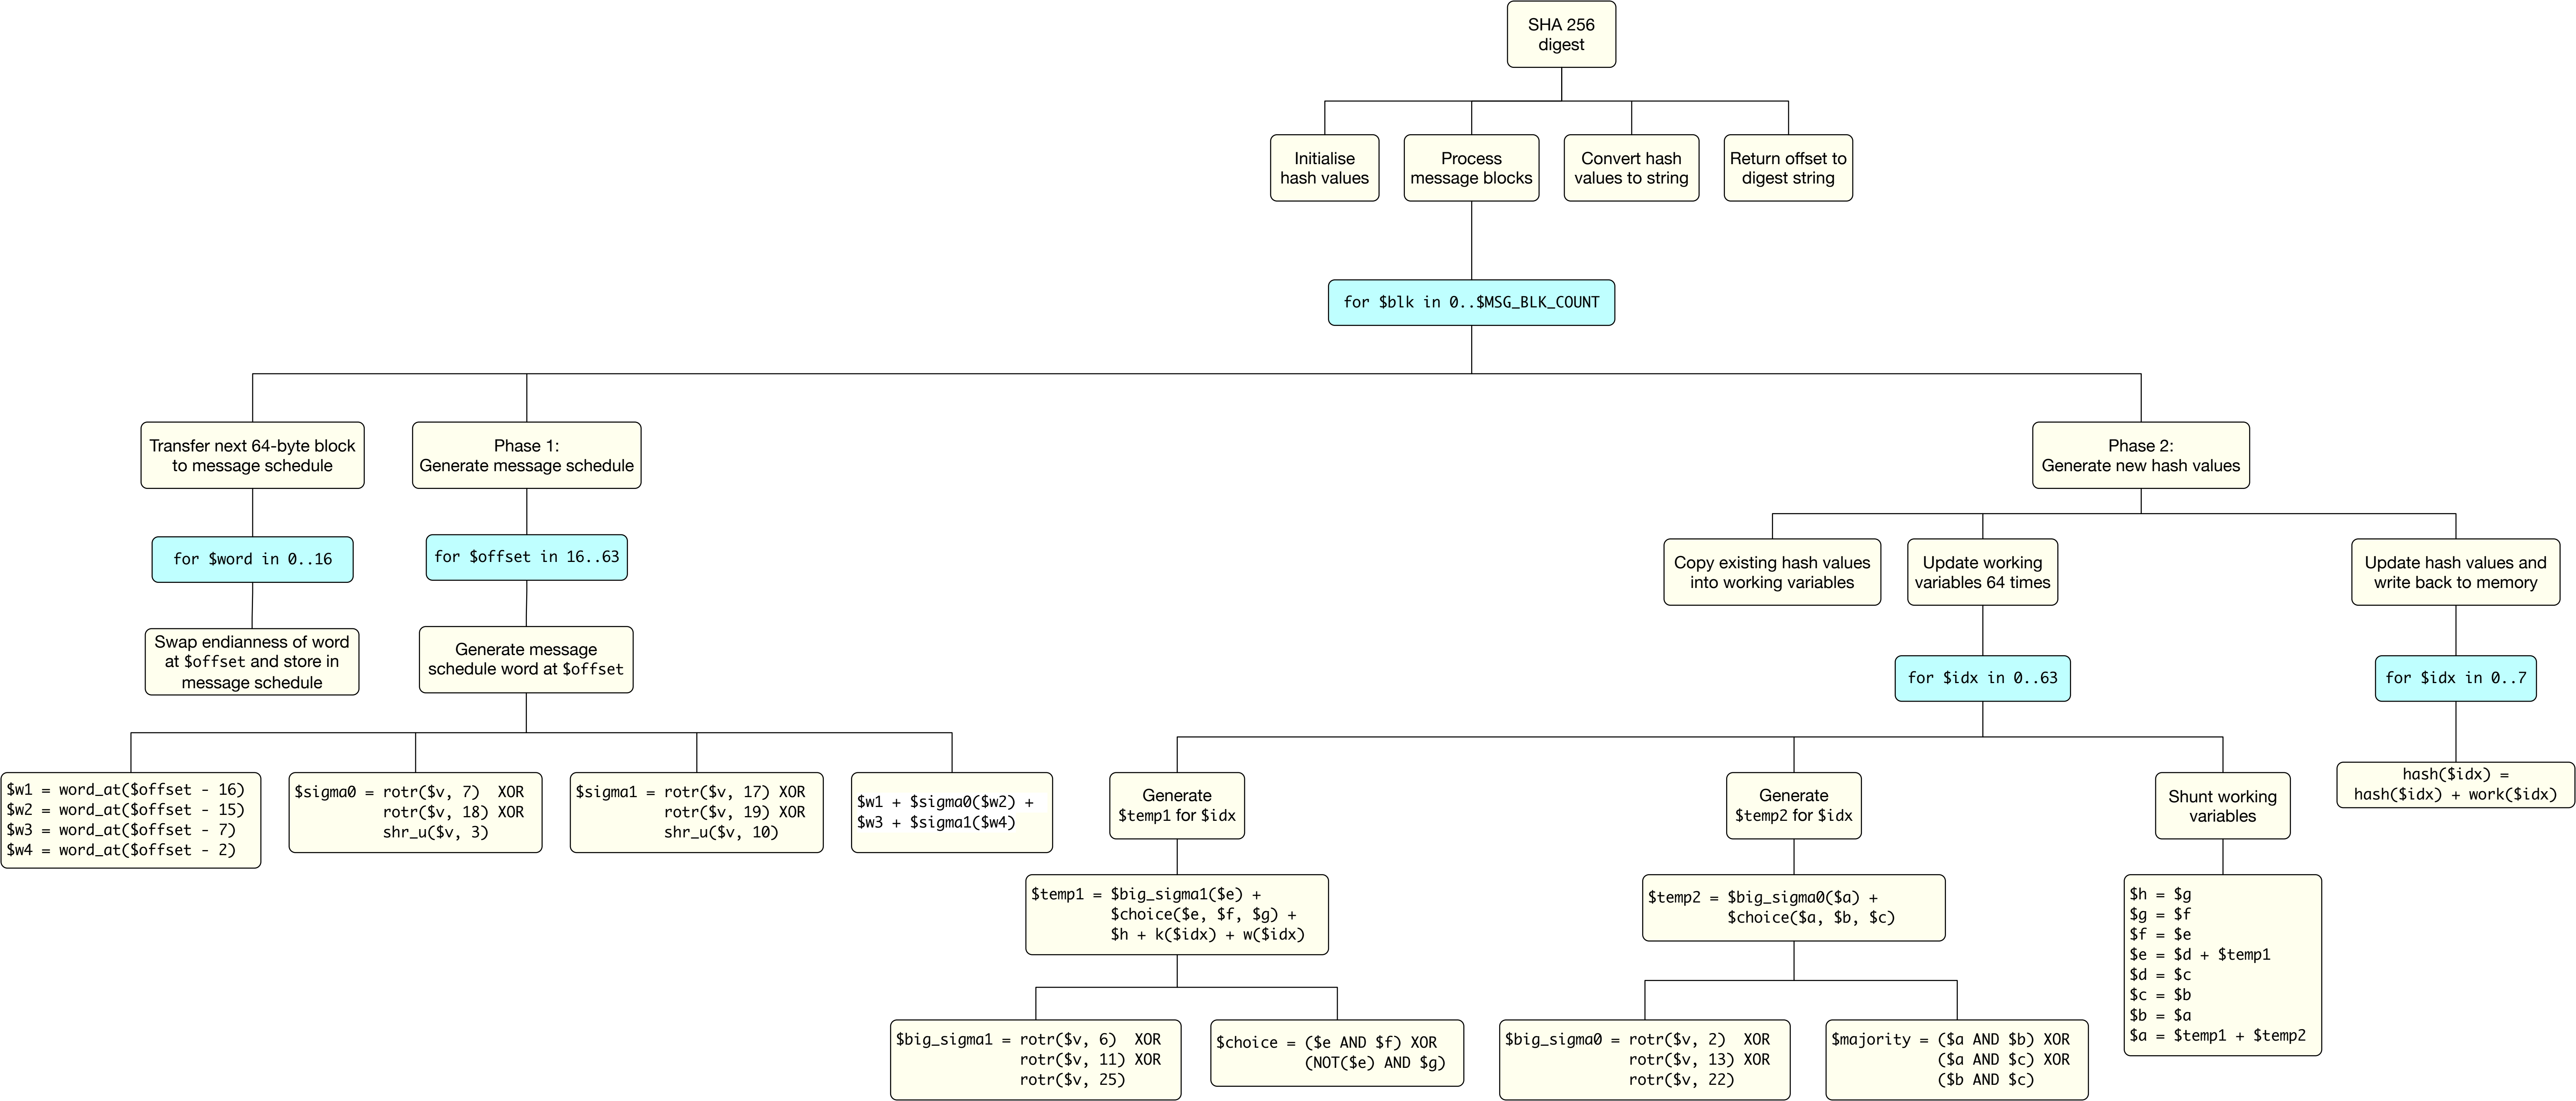 SHA 256
digest
Initialise
hash values
Process
message blocks
Convert hash
values to string
Return offset to
digest string
for $blk in 0..$MSG_BLK_COUNT
Transfer next 64-byte block
to message schedule
Phase 1:
Generate message schedule
Phase 2:
Generate new hash values
for $word in 0..16
for $offset in 16..63
Copy existing hash values
into working variables
Update working
variables 64 times
Update hash values and
write back to memory
Swap endianness of word
at $offset and store in
message schedule
Generate message
schedule word at $offset
for $idx in 0..63
for $idx in 0..7
$w1 = word_at($offset - 16)
$w2 = word_at($offset - 15)
$w3 = word_at($offset - 7)
$w4 = word_at($offset - 2)
$sigma0 = rotr($v, 7)  XOR
rotr($v, 18) XOR
shr_u($v, 3)
$sigma1 = rotr($v, 17) XOR
rotr($v, 19) XOR
shr_u($v, 10)
$w1 + $sigma0($w2) +
$w3 + $sigma1($w4)
Generate
$temp1 for $idx
Generate
$temp2 for $idx
Shunt working
variables
hash($idx) =
hash($idx) + work($idx)
$temp1 = $big_sigma1($e) +
$choice($e, $f, $g) +
$h + k($idx) + w($idx)
$temp2 = $big_sigma0($a) +
$choice($a, $b, $c)
$h = $g
$g = $f
$f = $e
$e = $d + $temp1
$d = $c
$c = $b
$b = $a
$a = $temp1 + $temp2
$big_sigma1 = rotr($v, 6)  XOR
rotr($v, 11) XOR
rotr($v, 25)
$choice = ($e AND $f) XOR
(NOT($e) AND $g)
$big_sigma0 = rotr($v, 2)  XOR
rotr($v, 13) XOR
rotr($v, 22)
$majority = ($a AND $b) XOR
($a AND $c) XOR
($b AND $c)